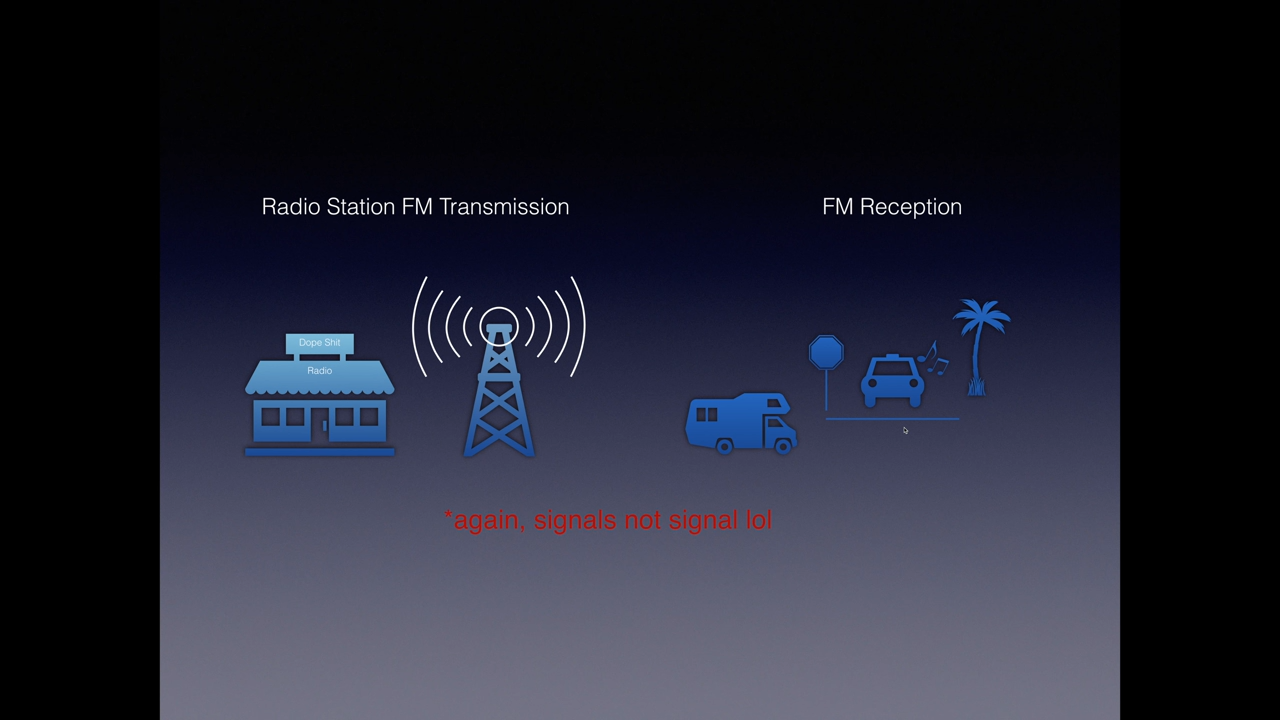 Radio Station FM Transmission
FM Reception
Dope Shit
Radio
*again, signals not signal lol